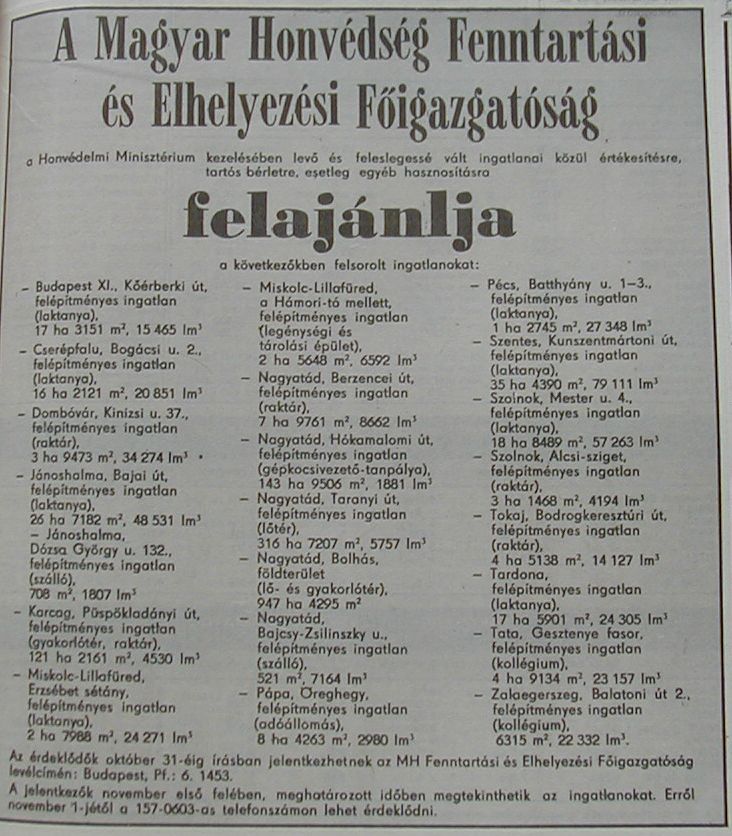 A Magyar Honvédség Fenntartási
és Elhelyezési Főigazgatóság
a Honvédelmi Minisztérium kezelésében levő és feleslegessé vált ingatlanai közül értékesítésre,
tartós bérletre, esetleg egyéb hasznosításra
felajánlja
a következőkben felsorolt ingatlanokat:
– Budapest XI., Kőérberki út,
felépítményes ingatlan
(laktanya),
17 ha 3151 m², 15 465 lm³
– Cserépfalu, Bogácsi u. 2.,
felépítményes ingatlan
(laktanya),
16 ha 2121 m², 20 851 lm³
– Dombóvár, Kinizsi u. 37.,
felépítményes ingatlan
(raktár),
3 ha 9473 m², 34 274 lm³
– Jánoshalma, Bajai út,
felépítményes ingatlan
(laktanya),
26 ha 7182 m², 48 531 lm³
– Jánoshalma,
Dózsa György u. 132.,
felépítményes ingatlan
(szálló),
708 m², 1807 lm³
– Karcag, Püspökladányi út,
felépítményes ingatlan
(gyakorlótér, raktár),
121 ha 2161 m², 4530 lm³
– Miskolc-Lillafüred,
Erzsébet sétány,
felépítményes ingatlan
(laktanya),
2 ha 7988 m², 24 271 lm³
– Miskolc-Lillafüred,
a Hámori-tó mellett,
felépítményes ingatlan
(legénységi és
tárolási épület),
2 ha 5648 m², 6592 lm³
– Nagyatád, Berzencei út,
felépítményes ingatlan
(raktár),
7 ha 9761 m², 8662 lm³
– Nagyatád, Hókamalomi út,
felépítményes ingatlan
(gépkocsivezető-tanpálya),
143 ha 9506 m², 1881 lm³
– Nagyatád, Taranyi út,
felépítményes ingatlan
(lőtér),
316 ha 7207 m², 5757 lm³
– Nagyatád, Bolhás,
földterület
(lő- és gyakorlótér),
947 ha 4295 m²
– Nagyatád,
Bajcsy-Zsilinszky u.,
felépítményes ingatlan
(szálló),
521 m², 7164 lm³
– Pápa, Öreghegy,
felépítményes ingatlan
(adóállomás),
8 ha 4263 m², 2980 lm³
– Pécs, Batthyány u. 1–3.,
felépítményes ingatlan
(laktanya),
1 ha 2745 m², 27 348 lm³
– Szentes, Kunszentmártoni út,
felépítményes ingatlan
(laktanya),
35 ha 4390 m², 79 111 lm³
– Szolnok, Mester u. 4.,
felépítményes ingatlan
(laktanya),
18 ha 8489 m², 57 263 lm³
– Szolnok, Alcsi-sziget,
felépítményes ingatlan
(raktár),
3 ha 1468 m², 4194 lm³
– Tokaj, Bodrogkeresztúri út,
felépítményes ingatlan
(raktár),
4 ha 5138 m², 14 127 lm³
– Tardona,
felépítményes ingatlan
(laktanya),
17 ha 5901 m², 24 305 lm³
– Tata, Gesztenye fasor,
felépítményes ingatlan
(kollégium),
4 ha 9134 m², 23 157 lm³
– Zalaegerszeg, Balatoni út 2.,
felépítményes ingatlan
(kollégium),
6315 m², 22 332 lm³.
Az érdeklődők október 31-éig írásban jelentkezhetnek az MH Fenntartási és Elhelyezési Főigazgatóság
levélcímén: Budapest, Pf.: 6. 1453.
A jelentkezők november első felében, meghatározott időben megtekinthetik az ingatlanokat. Erről
november 1-jétől a 157-0603-as telefonszámon lehet érdeklődni.